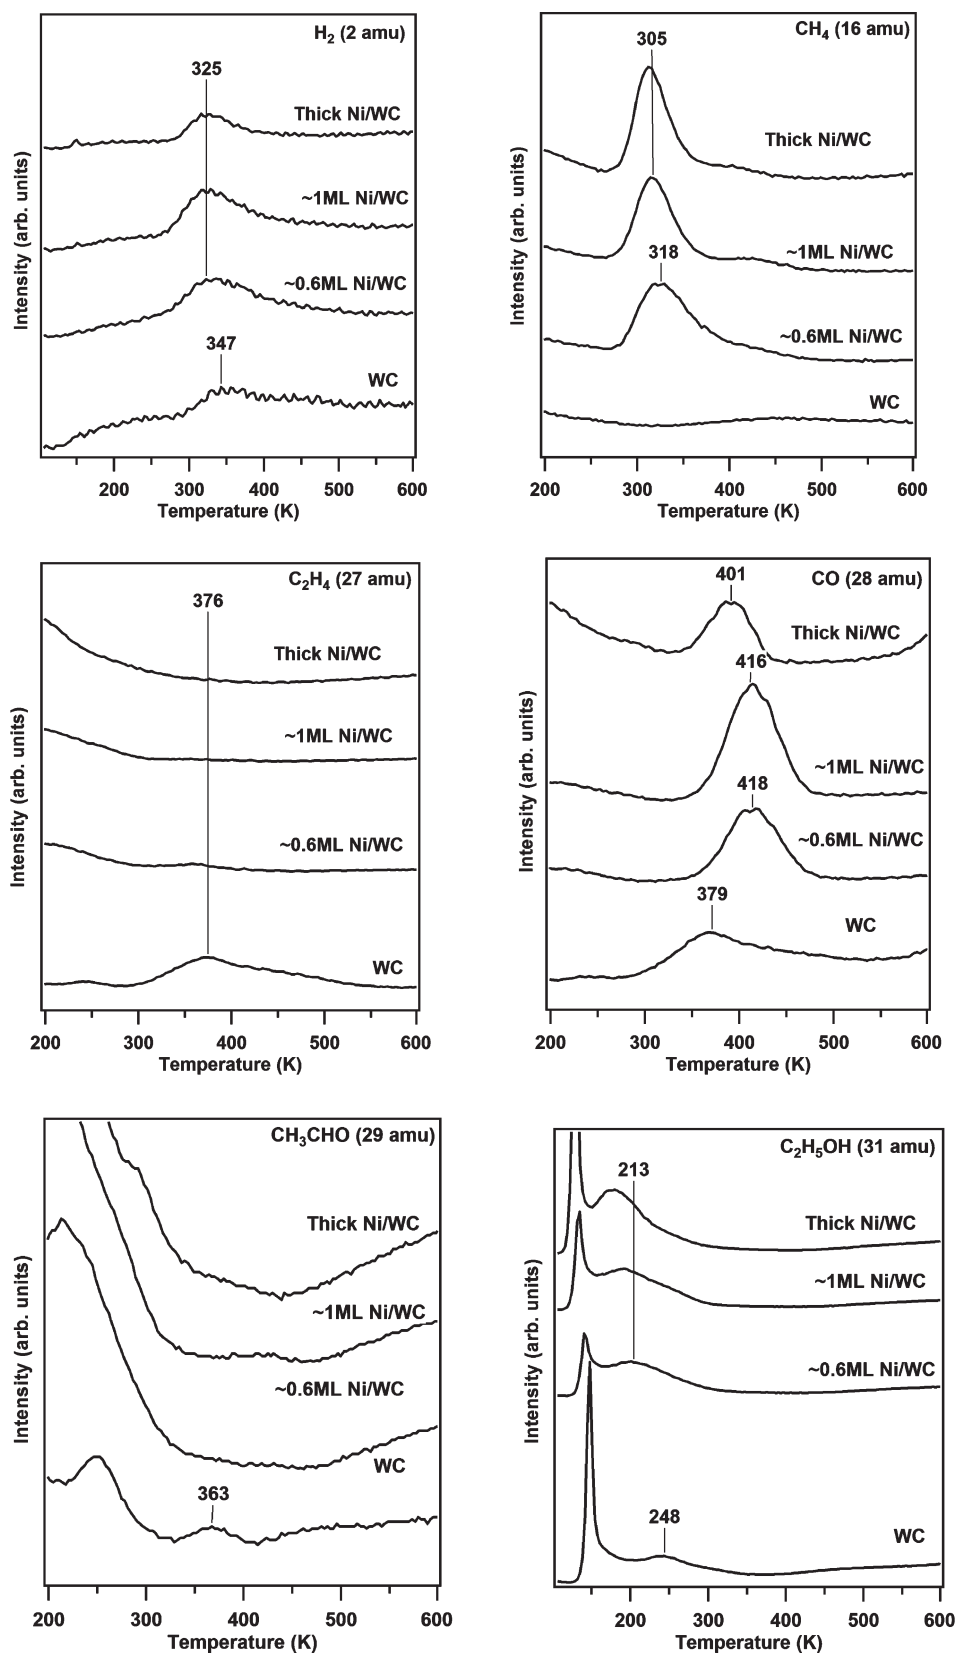 H2 (2 amu)
325
Thick Ni/WC
~1ML Ni/WC
~0.6ML Ni/WC
347
WC
Intensity (arb. units)
200 300 400 500 600
Temperature (K)
CH4 (16 amu)
305
Thick Ni/WC
~1ML Ni/WC
318
~0.6ML Ni/WC
WC
Intensity (arb. units)
200 300 400 500 600
Temperature (K)
C2H4 (27 amu)
376
Thick Ni/WC
~1ML Ni/WC
~0.6ML Ni/WC
WC
Intensity (arb. units)
200 300 400 500 600
Temperature (K)
CO (28 amu)
401
Thick Ni/WC
416
~1ML Ni/WC
418
~0.6ML Ni/WC
379
WC
Intensity (arb. units)
200 300 400 500 600
Temperature (K)
CH3CHO (29 amu)
Thick Ni/WC
~1ML Ni/WC
~0.6ML Ni/WC
WC
363
Intensity (arb. units)
200 300 400 500 600
Temperature (K)
C2H5OH (31 amu)
213
Thick Ni/WC
~1ML Ni/WC
~0.6ML Ni/WC
248
WC
Intensity (arb. units)
200 300 400 500 600
Temperature (K)